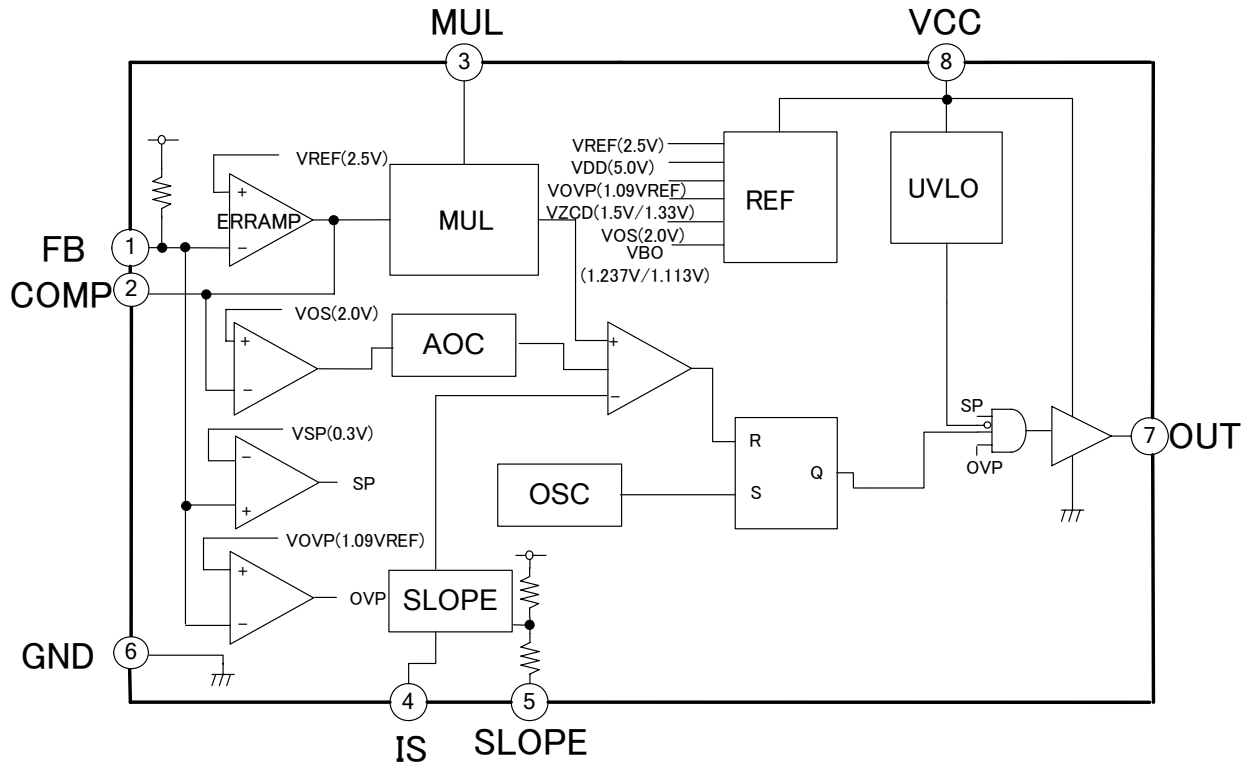 MUL
VCC
3
8
VREF(2.5V)
VREF(2.5V)
VDD(5.0V)
VOVP(1.09VREF)
VZCD(1.5V/1.33V)
VOS(2.0V)
VBO
(1.237V/1.113V)
REF
UVLO
+
ERRAMP
−
MUL
FB
1
COMP
2
VOS(2.0V)
+
−
AOC
+
−
VSP(0.3V)
−
+
SP
R
S
Q
OSC
SP
OVP
7
OUT
VOVP(1.09VREF)
+
−
OVP
SLOPE
GND
6
4
5
IS
SLOPE